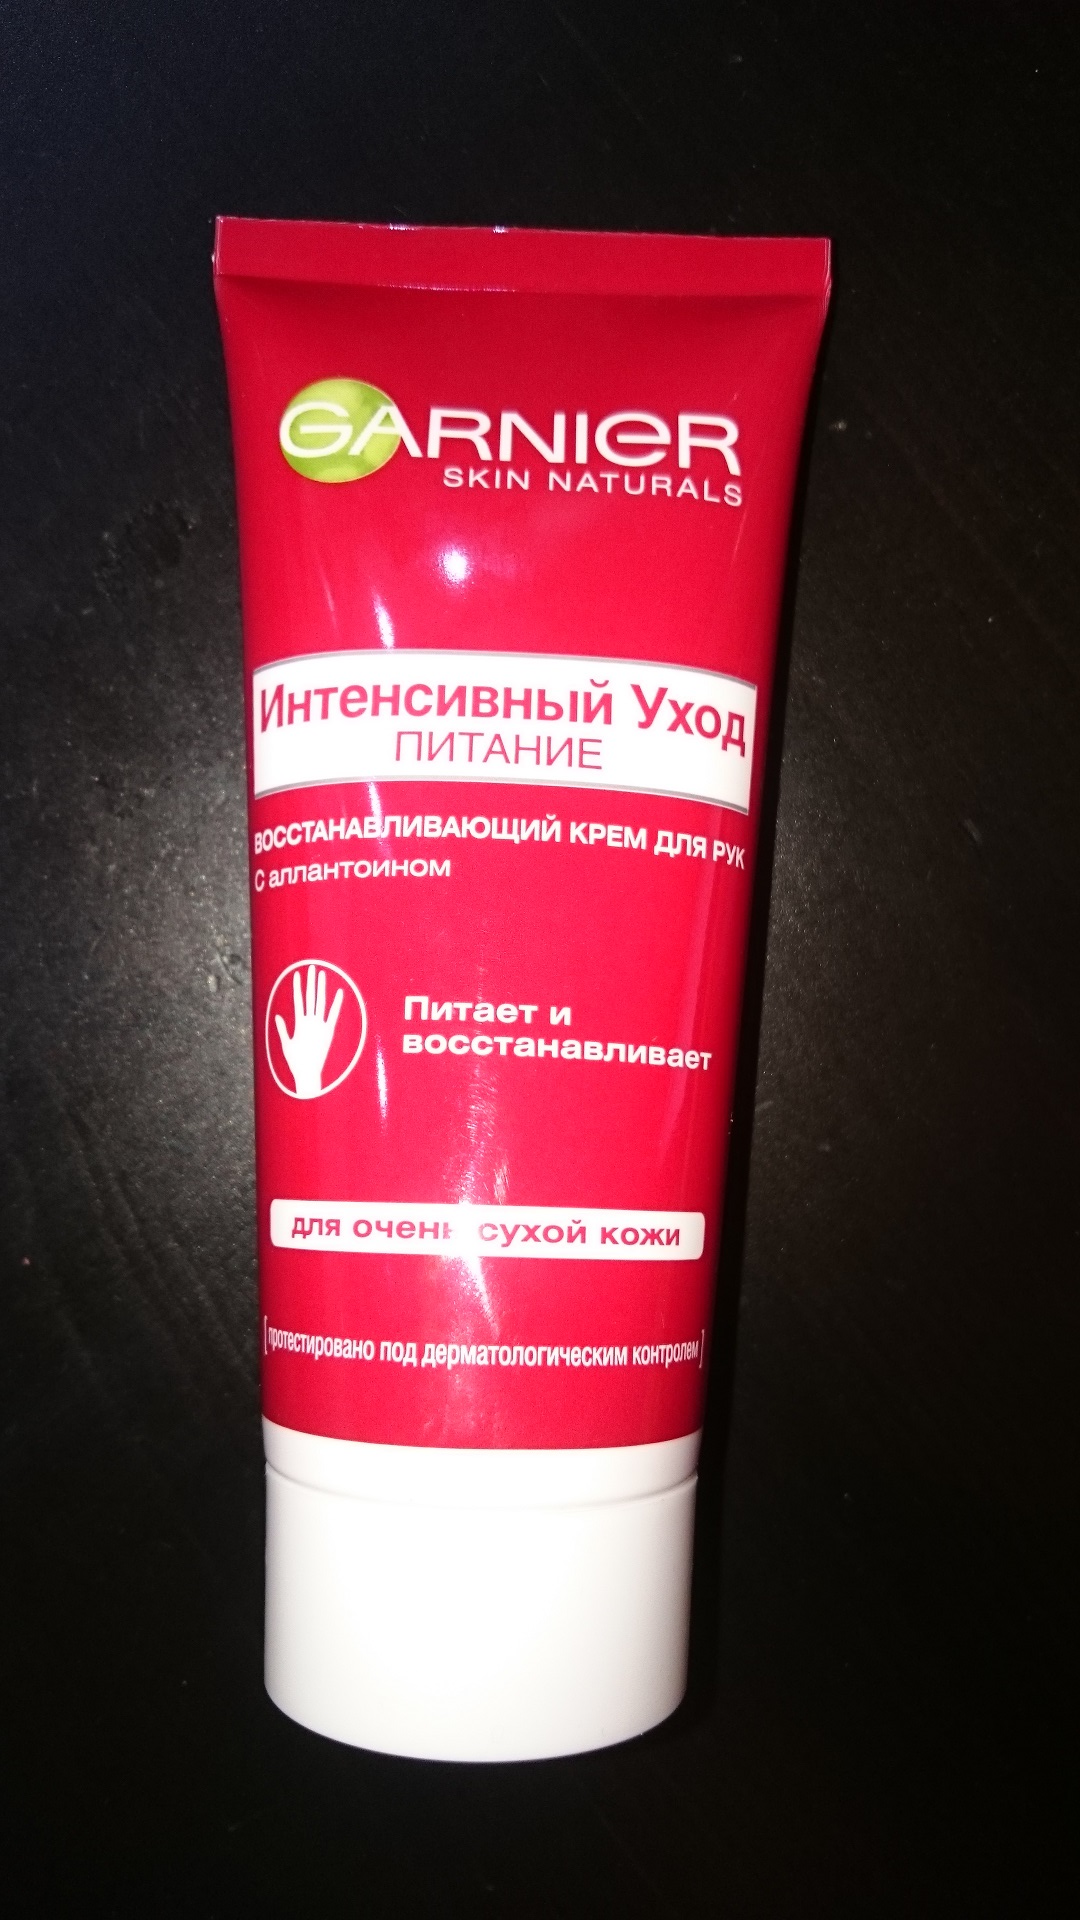 GARNIER
SKIN NATURALS
Интенсивный Уход
ПИТАНИЕ
ВОССТАНАВЛИВАЮЩИЙ КРЕМ ДЛЯ РУК
С аллантоином
Питает и
восстанавливает
для очень сухой кожи
[ протестировано под дерматологическим контролем ]